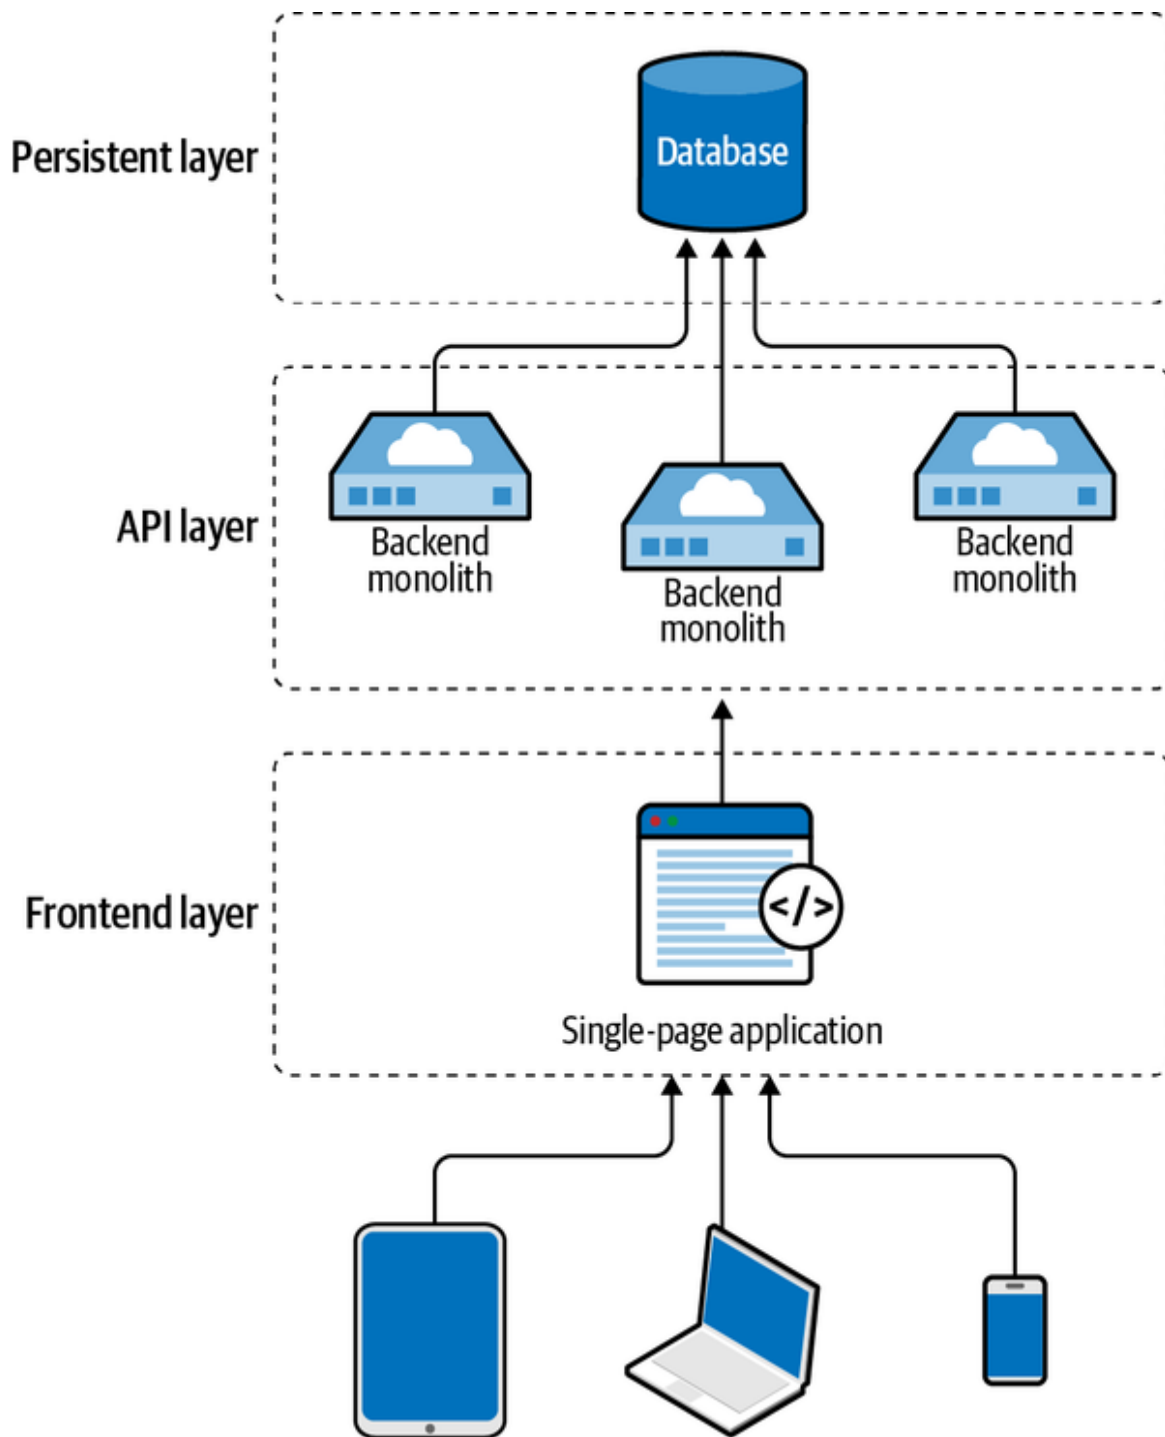 Persistent layer
Database
API layer
Backend
monolith
Backend
monolith
Backend
monolith
Frontend layer
</>
Single-page application